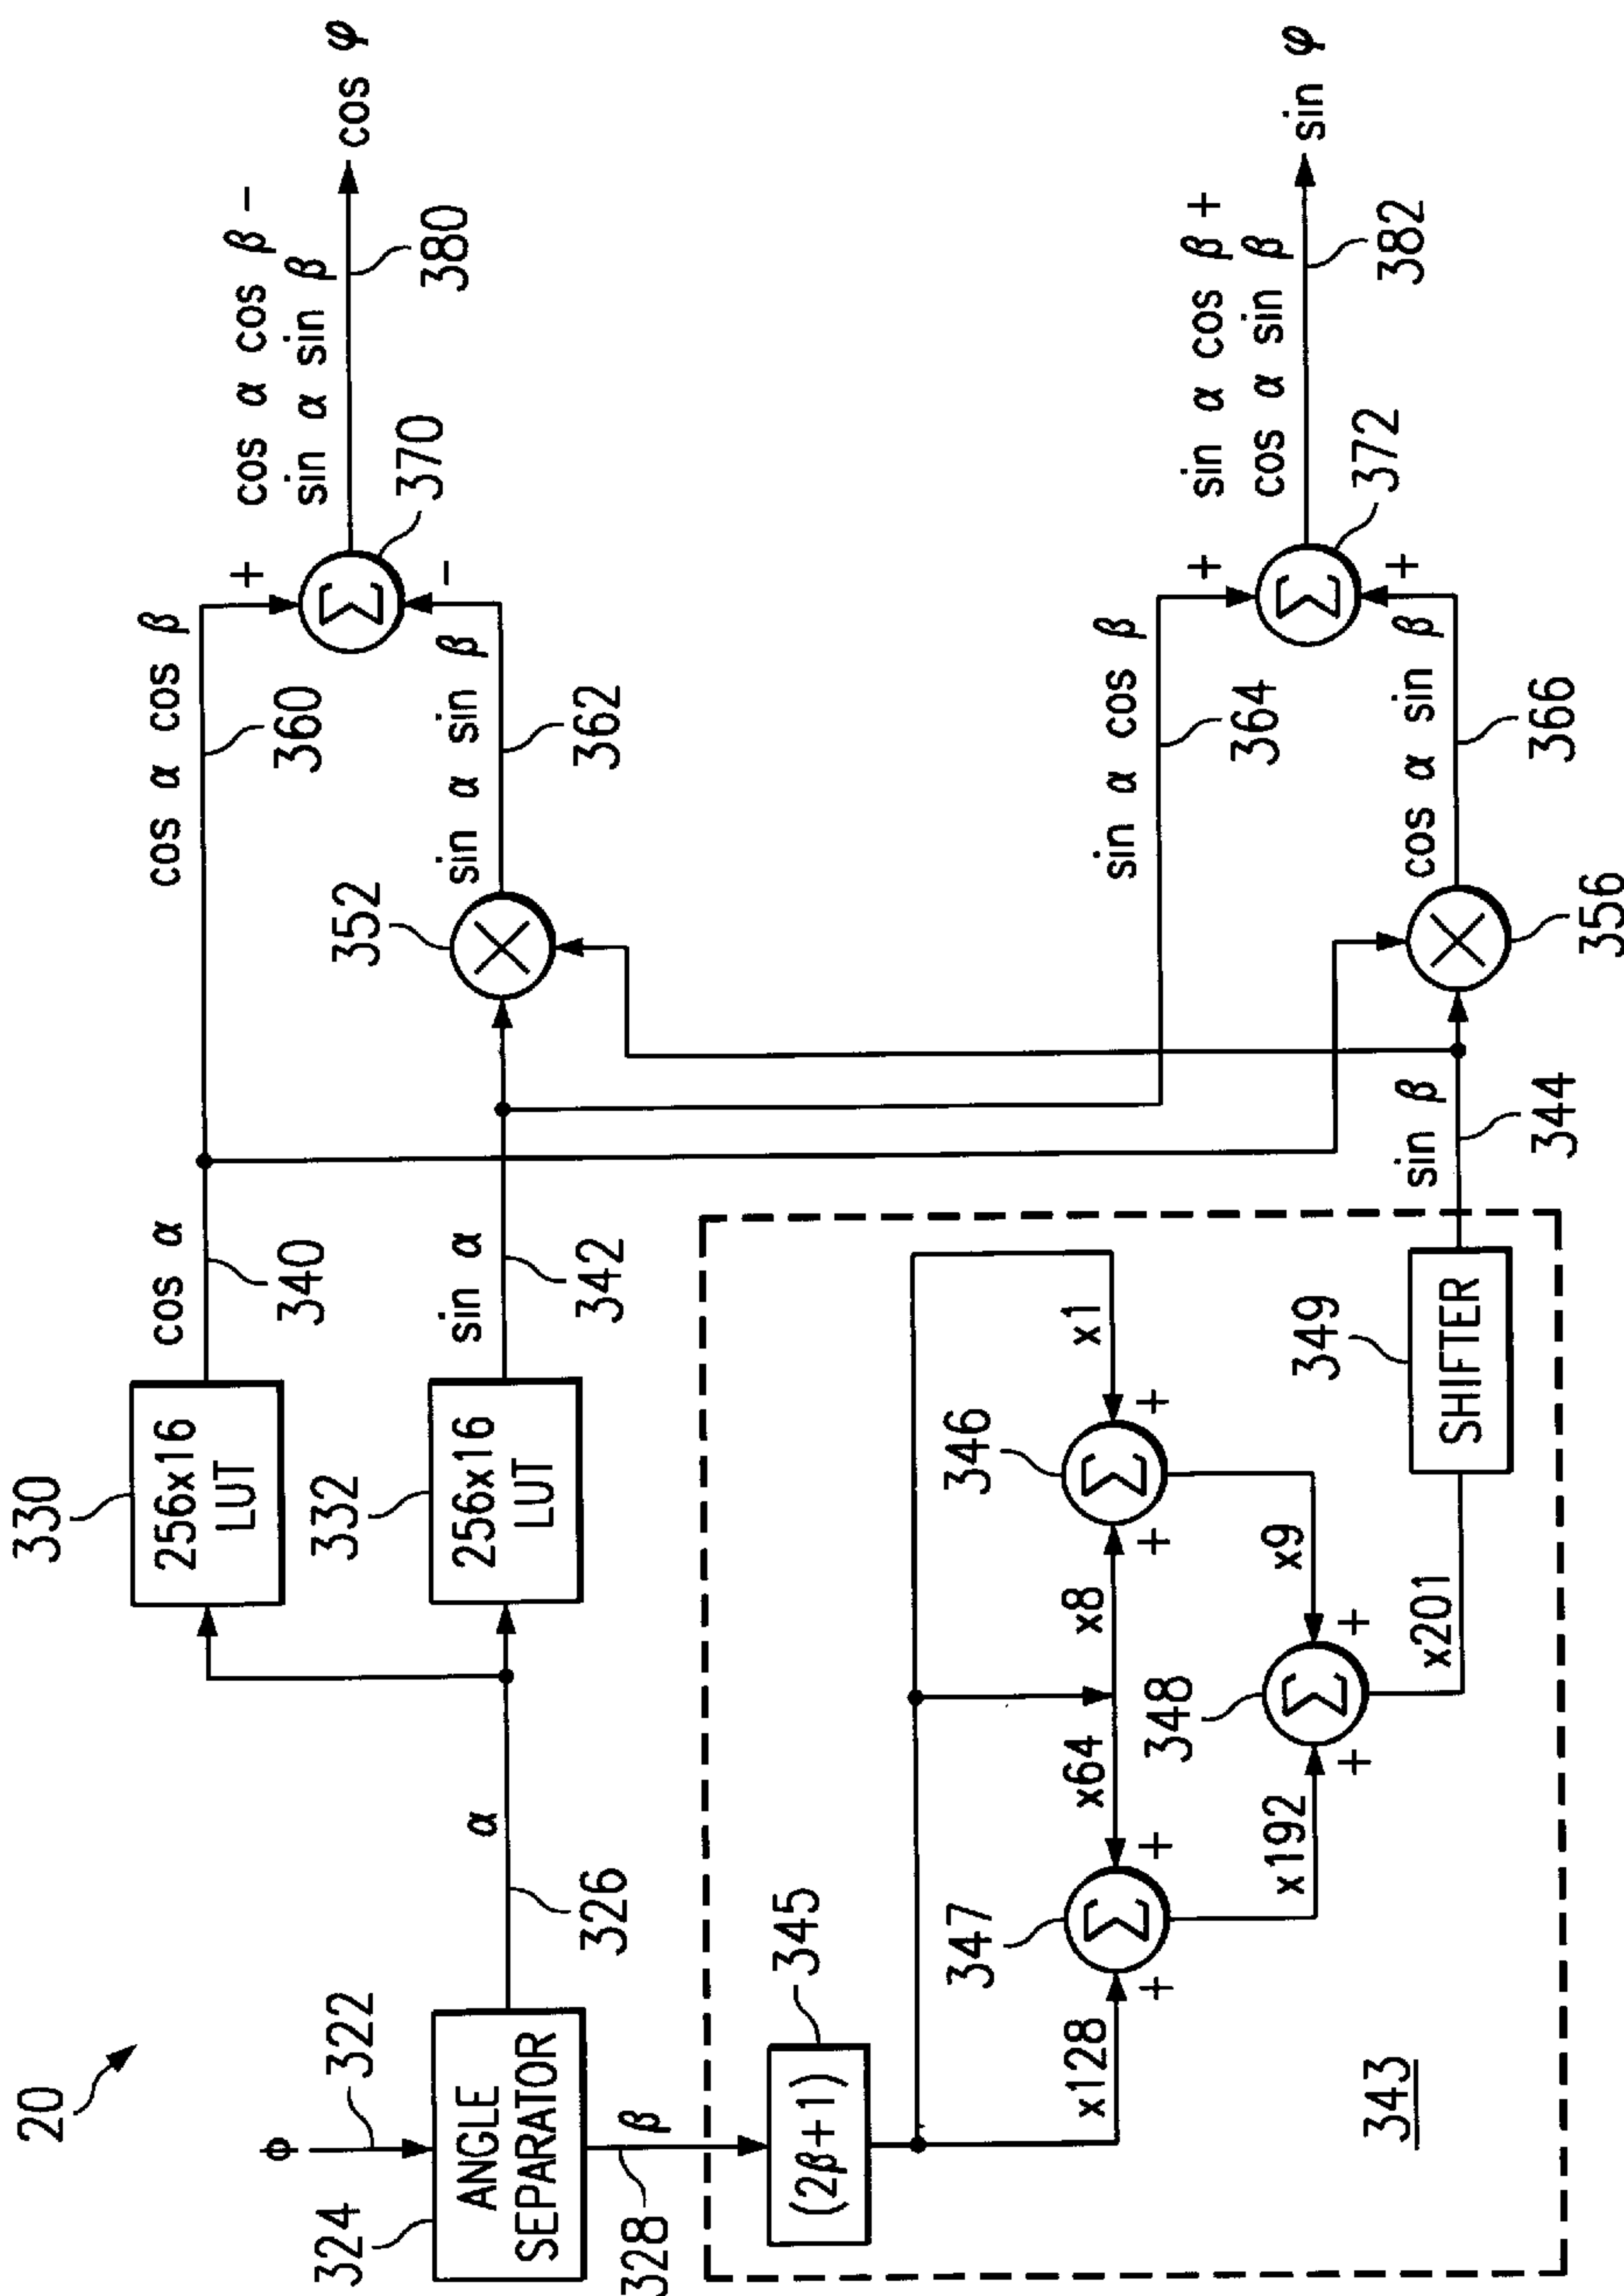 20
Φ
322
324
ANGLE
SEPARATOR
α
326
β
328
330
256x16
LUT
332
256x16
LUT
cos α
340
sin α
342
343
345
(2β+1)
x128
x64
x8
x1
347
Σ
+
+
346
Σ
+
+
x192
x9
348
Σ
+
+
x201
349
SHIFTER
sin β
344
352
356
cos α cos β
360
sin α sin β
362
sin α cos β
364
cos α sin β
366
+
Σ
-
370
+
Σ
+
372
cos α cos β -
sin α sin β
380
cos φ
sin α cos β +
cos α sin β
382
sin φ